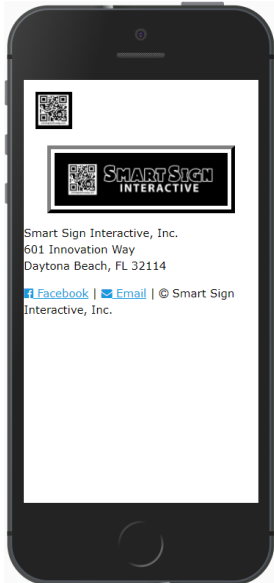 SMART SIGN
INTERACTIVE
Smart Sign Interactive, Inc.
601 Innovation Way
Daytona Beach, FL 32114
Facebook | Email | © Smart Sign
Interactive, Inc.